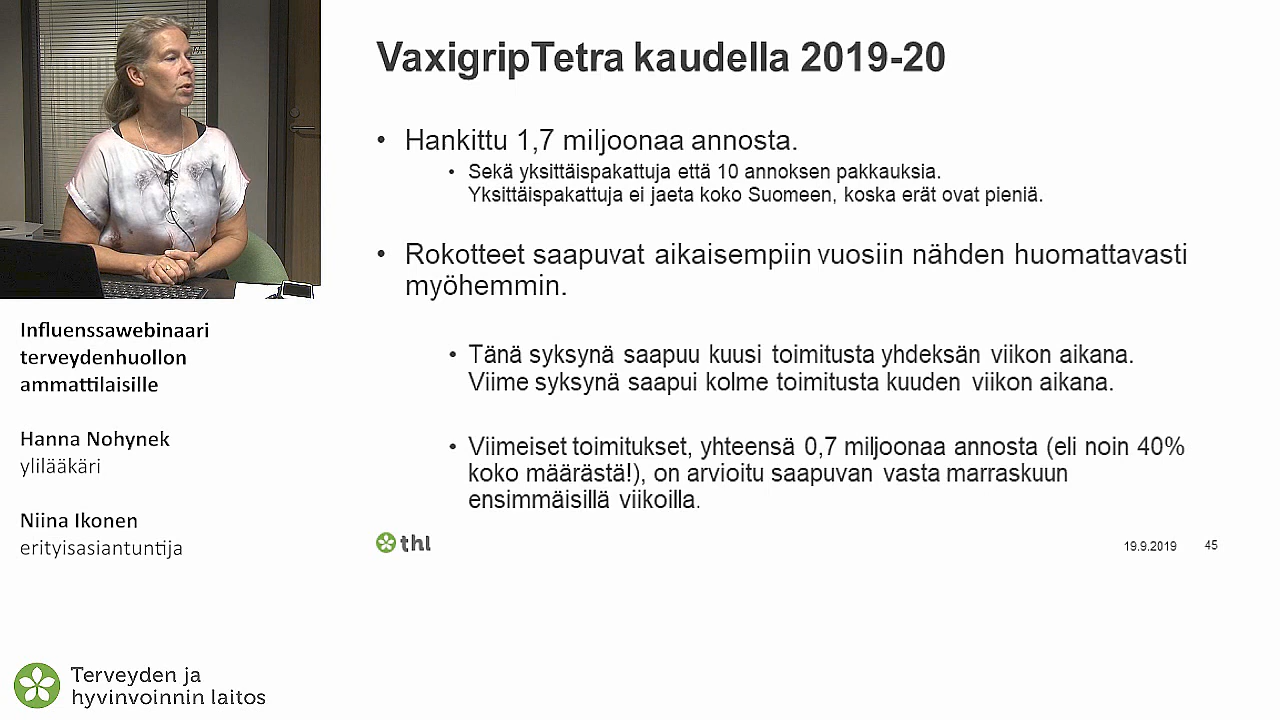 VaxigripTetra kaudella 2019-20
• Hankittu 1,7 miljoonaa annosta.
• Sekä yksittäispakattuja että 10 annoksen pakkauksia.
Yksittäispakattuja ei jaeta koko Suomeen, koska erät ovat pieniä.
• Rokotteet saapuvat aikaisempiin vuosiin nähden huomattavasti
myöhemmin.
• Tänä syksynä saapuu kuusi toimitusta yhdeksän viikon aikana.
Viime syksynä saapui kolme toimitusta kuuden viikon aikana.
• Viimeiset toimitukset, yhteensä 0,7 miljoonaa annosta (eli noin 40%
koko määrästä!), on arvioitu saapuvan vasta marraskuun
ensimmäisillä viikoilla.
thl
19.9.2019 45
Influenssawebinaari
terveydenhuollon
ammattilaisille
Hanna Nohynek
ylilääkäri
Niina Ikonen
erityisasiantuntija
Terveyden ja
hyvinvoinnin laitos